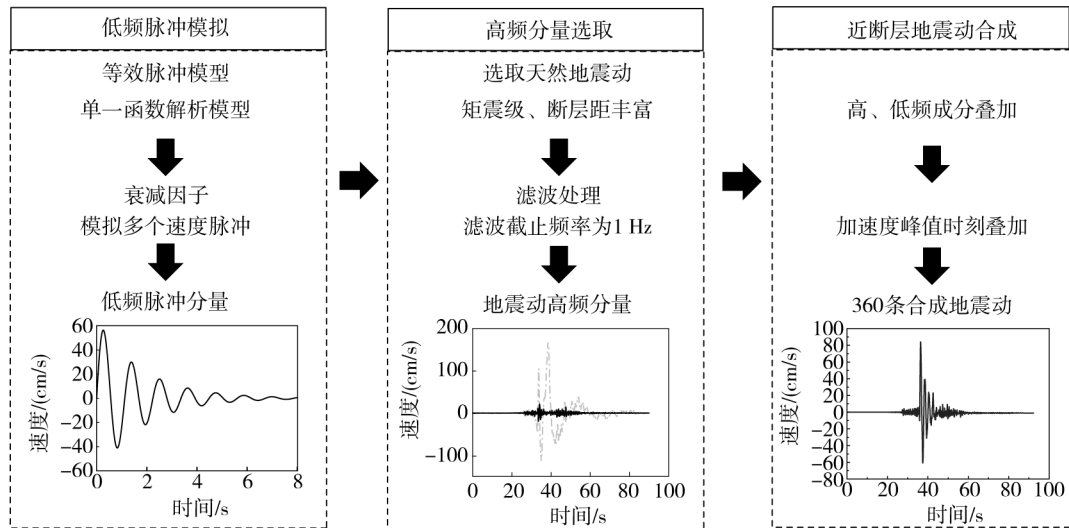 低频脉冲模拟
等效脉冲模型
单一函数解析模型
衰减因子
模拟多个速度脉冲
低频脉冲分量
60
40
20
0
−20
−40
−60
速度/(cm/s)
0 2 4 6 8
时间/s
高频分量选取
选取天然地震动
矩震级、断层距丰富
滤波处理
滤波截止频率为1 Hz
地震动高频分量
200
100
0
−100
速度/(cm/s)
0 20 40 60 80 100
时间/s
近断层地震动合成
高、低频成分叠加
加速度峰值时刻叠加
360条合成地震动
100
80
60
40
20
0
−20
−40
−60
−80
速度/(cm/s)
0 20 40 60 80 100
时间/s